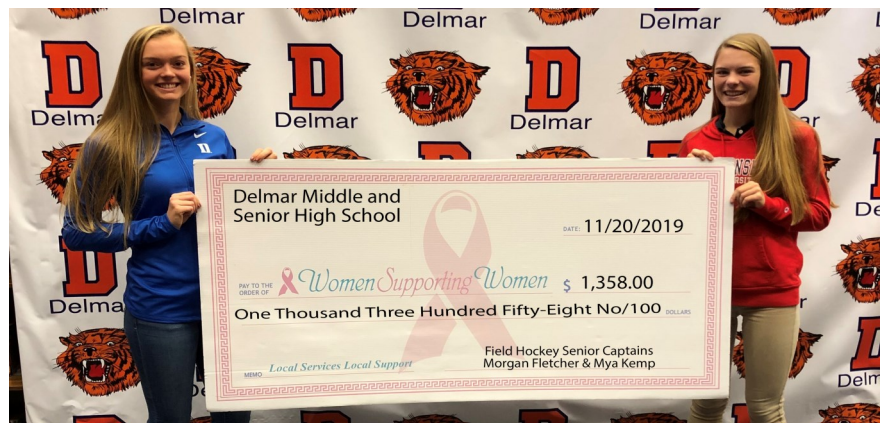 Delmar
Delmar
D D D D
Delmar Delmar Delmar
D
Delmar Middle and
Senior High School
DATE: 11/20/2019
PAY TO THE
ORDER OF
Women Supporting Women $ 1,358.00
One Thousand Three Hundred Fifty-Eight No/100 DOLLARS
MEMO Local Services Local Support
Field Hockey Senior Captains
Morgan Fletcher & Mya Kemp
D
Delmar